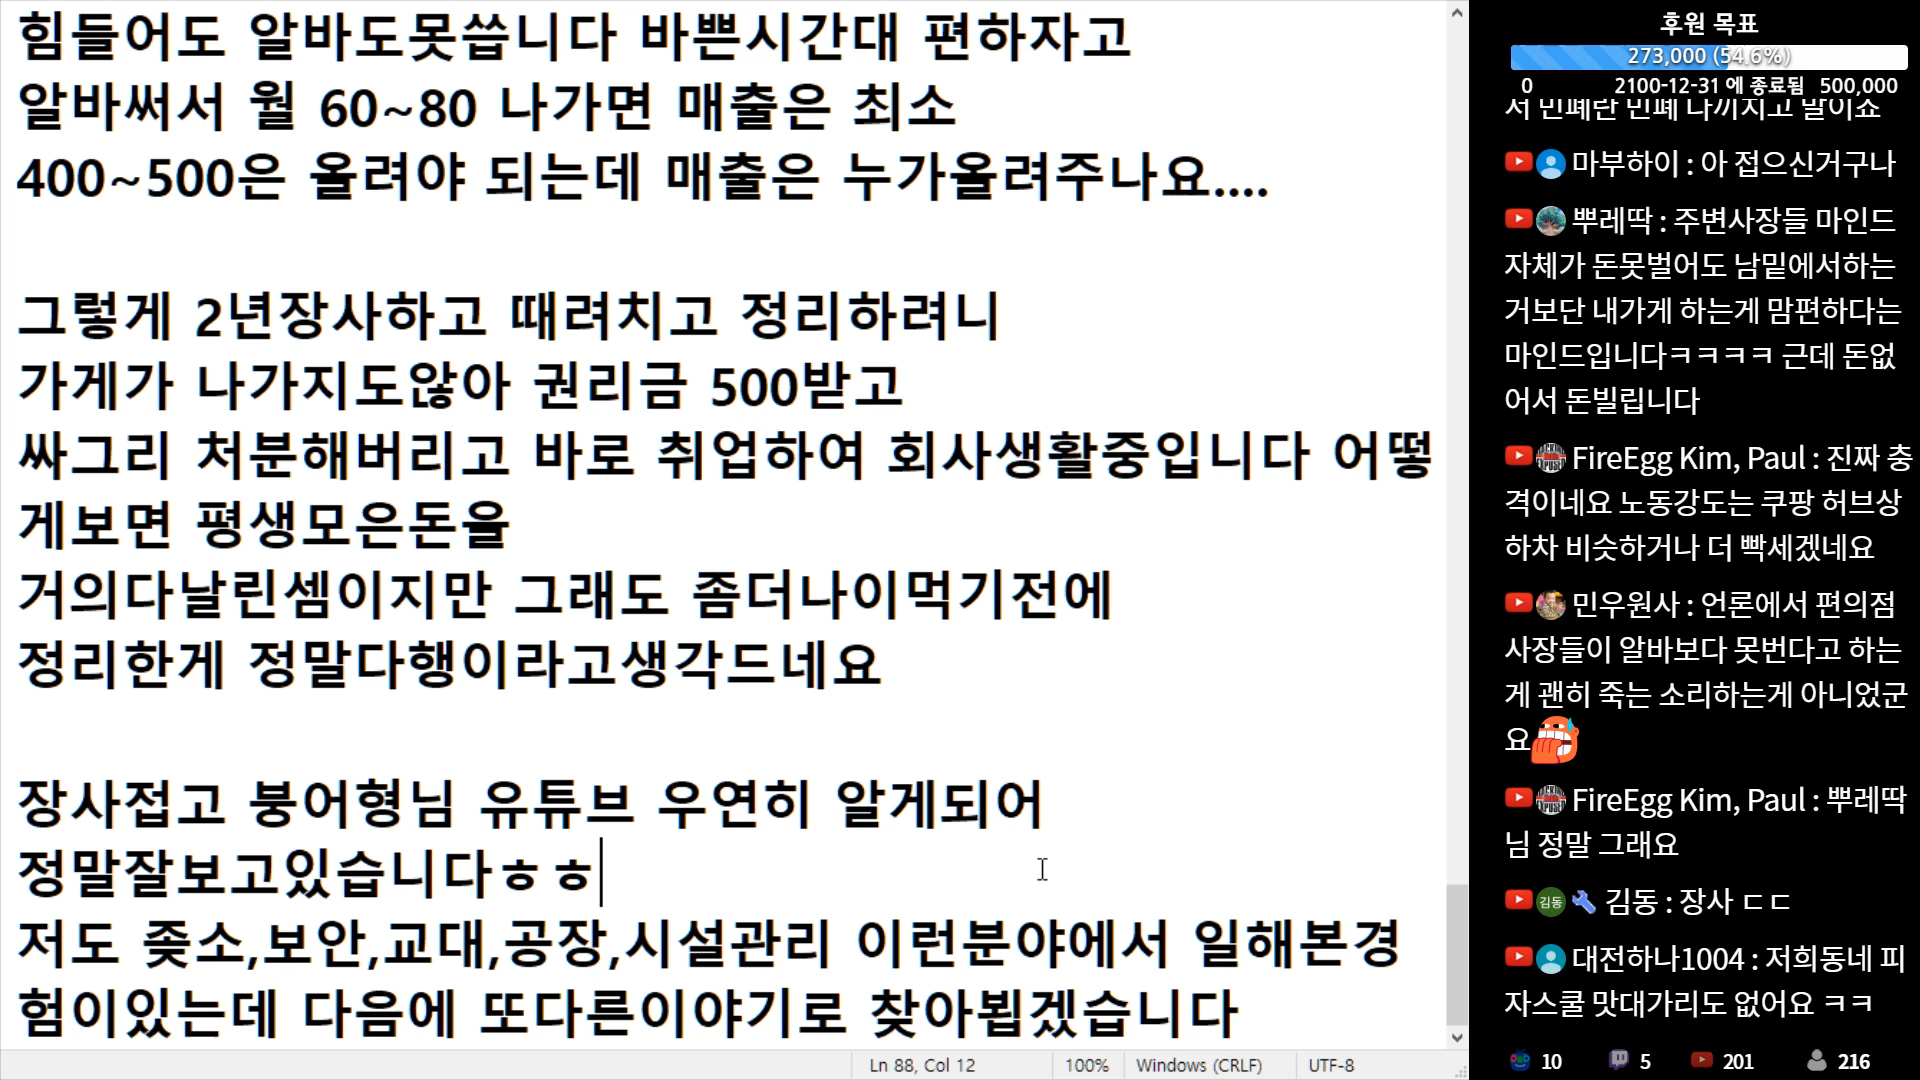 힘들어도 알바도못씁니다 바쁜시간대 편하자고
알바써서 월 60~80 나가면 매출은 최소
400~500은 올려야 되는데 매출은 누가올려주나요....
그렇게 2년장사하고 때려치고 정리하려니
가게가 나가지도않아 권리금 500받고
싸그리 처분해버리고 바로 취업하여 회사생활중입니다 어떻
게보면 평생모은돈을
거의다날린셈이지만 그래도 좀더나이먹기전에
정리한게 정말다행이라고생각드네요
장사접고 붕어형님 유튜브 우연히 알게되어
정말잘보고있습니다ㅎㅎ
저도 좆소,보안,교대,공장,시설관리 이런분야에서 일해본경
험이있는데 다음에 또다른이야기로 찾아뵙겠습니다
Ln 88, Col 12
100%
Windows (CRLF)
UTF-8
후원 목표
273,000 (54.6%)
0
2100-12-31 에 종료됨
500,000
서 민폐란 민폐 다끼치고 말이쇼
마부하이 : 아 접으신거구나
뿌레딱 : 주변사장들 마인드
자체가 돈못벌어도 남밑에서하는
거보단 내가게 하는게 맘편하다는
마인드입니다ㅋㅋㅋㅋ 근데 돈없
어서 돈빌립니다
FireEgg Kim, Paul : 진짜 충
격이네요 노동강도는 쿠팡 허브상
하차 비슷하거나 더 빡세겠네요
민우원사 : 언론에서 편의점
사장들이 알바보다 못번다고 하는
게 괜히 죽는 소리하는게 아니었군
요
FireEgg Kim, Paul : 뿌레딱
님 정말 그래요
김동
김동 : 장사 ㄷㄷ
대전하나1004 : 저희동네 피
자스쿨 맛대가리도 없어요 ㅋㅋ
10
5
201
216